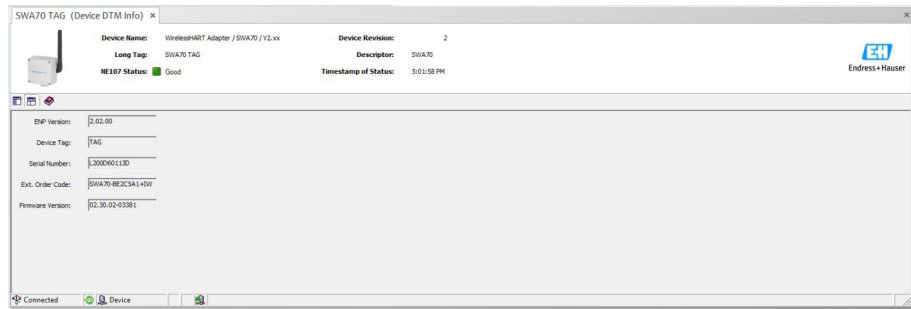 SWA70 TAG (Device DTM Info) ×
Device Name: WirelessHART Adapter / SWA70 / V2.xx Device Revision: 2
Long Tag: SWA70 TAG Descriptor: SWA70
NE107 Status: Good Timestamp of Status: 5:01:58 PM
EH
Endress+Hauser
ENP Version: 2.02.00
Device Tag: TAG
Serial Number: L200D60113D
Ext. Order Code: SWA70-BE2C5A1+IW
Firmware Version: 02.30.02-03381
Connected Device